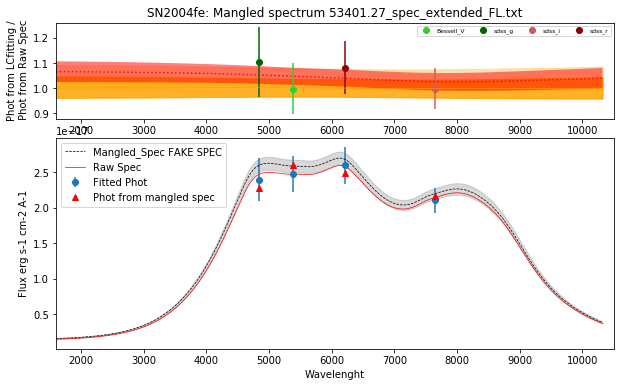 SN2004fe: Mangled spectrum 53401.27_spec_extended_FL.txt
Phot from LCfitting /
Phot from Raw Spec
1.2
1.1
1.0
0.9
Bessell_V
sdss_g
sdss_i
sdss_r
2000 3000 4000 5000 6000 7000 8000 9000 10000
Flux erg s-1 cm-2 A-1
2.5
2.0
1.5
1.0
0.5
Mangled_Spec FAKE SPEC
Raw Spec
Fitted Phot
Phot from mangled spec
2000 3000 4000 5000 6000 7000 8000 9000 10000
Wavelenght